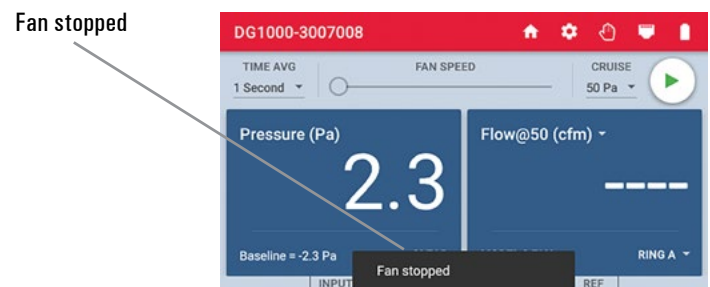 Fan stopped
DG1000-3007008
TIME AVG
FAN SPEED
CRUISE
1 Second
50 Pa
Pressure (Pa)
Flow@50 (cfm)
2.3
----
Baseline = -2.3 Pa
RING A
Fan stopped
INPUT
REF